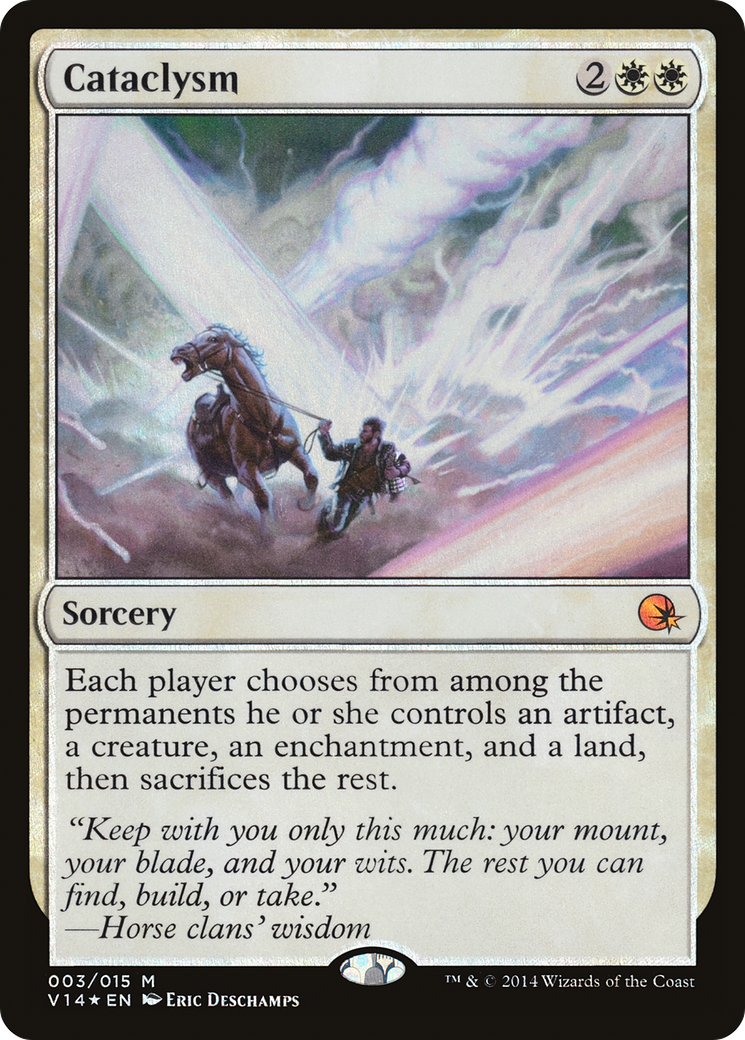 Cataclysm 2
Sorcery
Each player chooses from among the
permanents he or she controls an artifact,
a creature, an enchantment, and a land,
then sacrifices the rest.
“Keep with you only this much: your mount,
your blade, and your wits. The rest you can
find, build, or take.”
—Horse clans’ wisdom
003/015 M
V14★EN Eric Deschamps
™ & © 2014 Wizards of the Coast